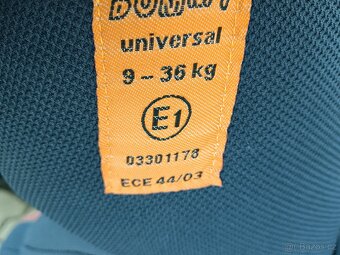 universal
9 – 36 kg
E1
03301178
ECE 44/03